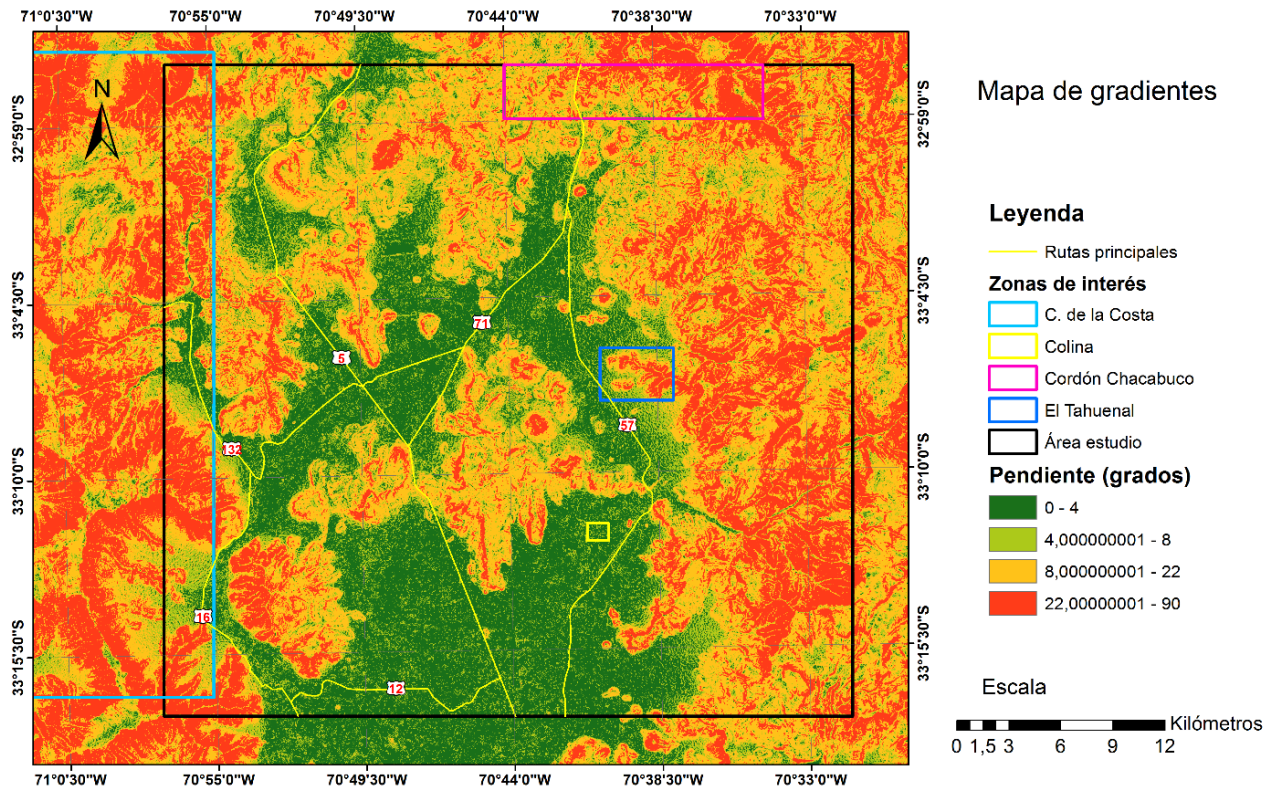 71°0'30"W 70°55'0"W 70°49'30"W 70°44'0"W 70°38'30"W 70°33'0"W
N
32°59'0"S
32°59'0"S
33°4'30"S
33°4'30"S
33°10'0"S
33°10'0"S
33°15'30"S
33°15'30"S
71
5
57
132
16
12
71°0'30"W 70°55'0"W 70°49'30"W 70°44'0"W 70°38'30"W 70°33'0"W
Mapa de gradientes
Leyenda
Rutas principales
Zonas de interés
C. de la Costa
Colina
Cordón Chacabuco
El Tahuenal
Área estudio
Pendiente (grados)
0 - 4
4,000000001 - 8
8,000000001 - 22
22,00000001 - 90
Escala
Kilómetros
0 1,5 3 6 9 12